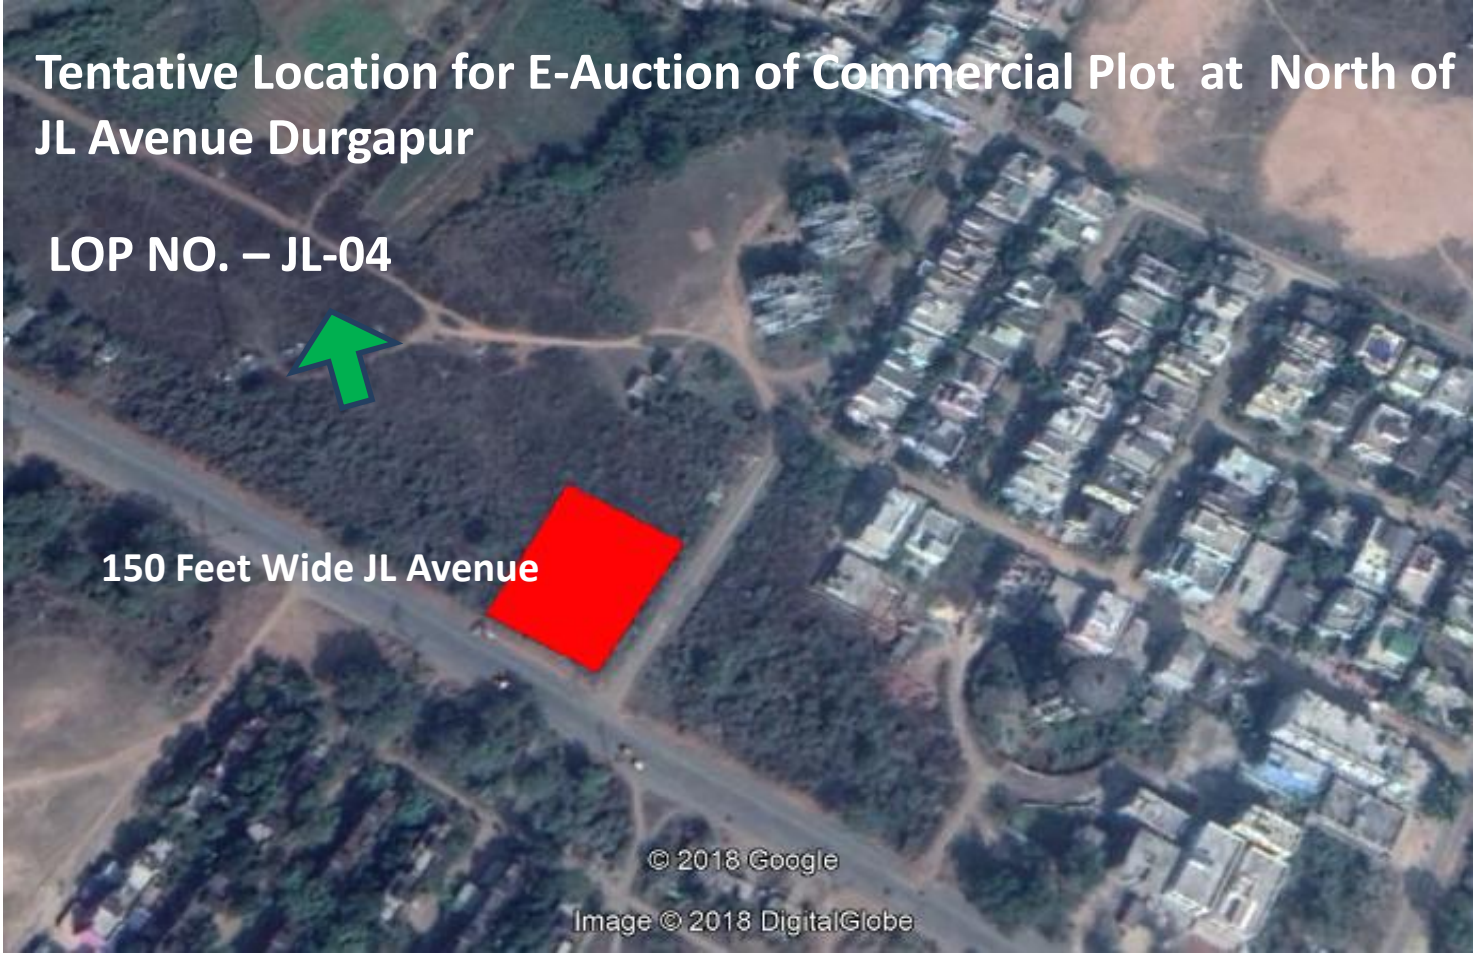 Tentative Location for E-Auction of Commercial Plot at North of
JL Avenue Durgapur
LOP NO. – JL-04
150 Feet Wide JL Avenue
© 2018 Google
Image © 2018 DigitalGlobe